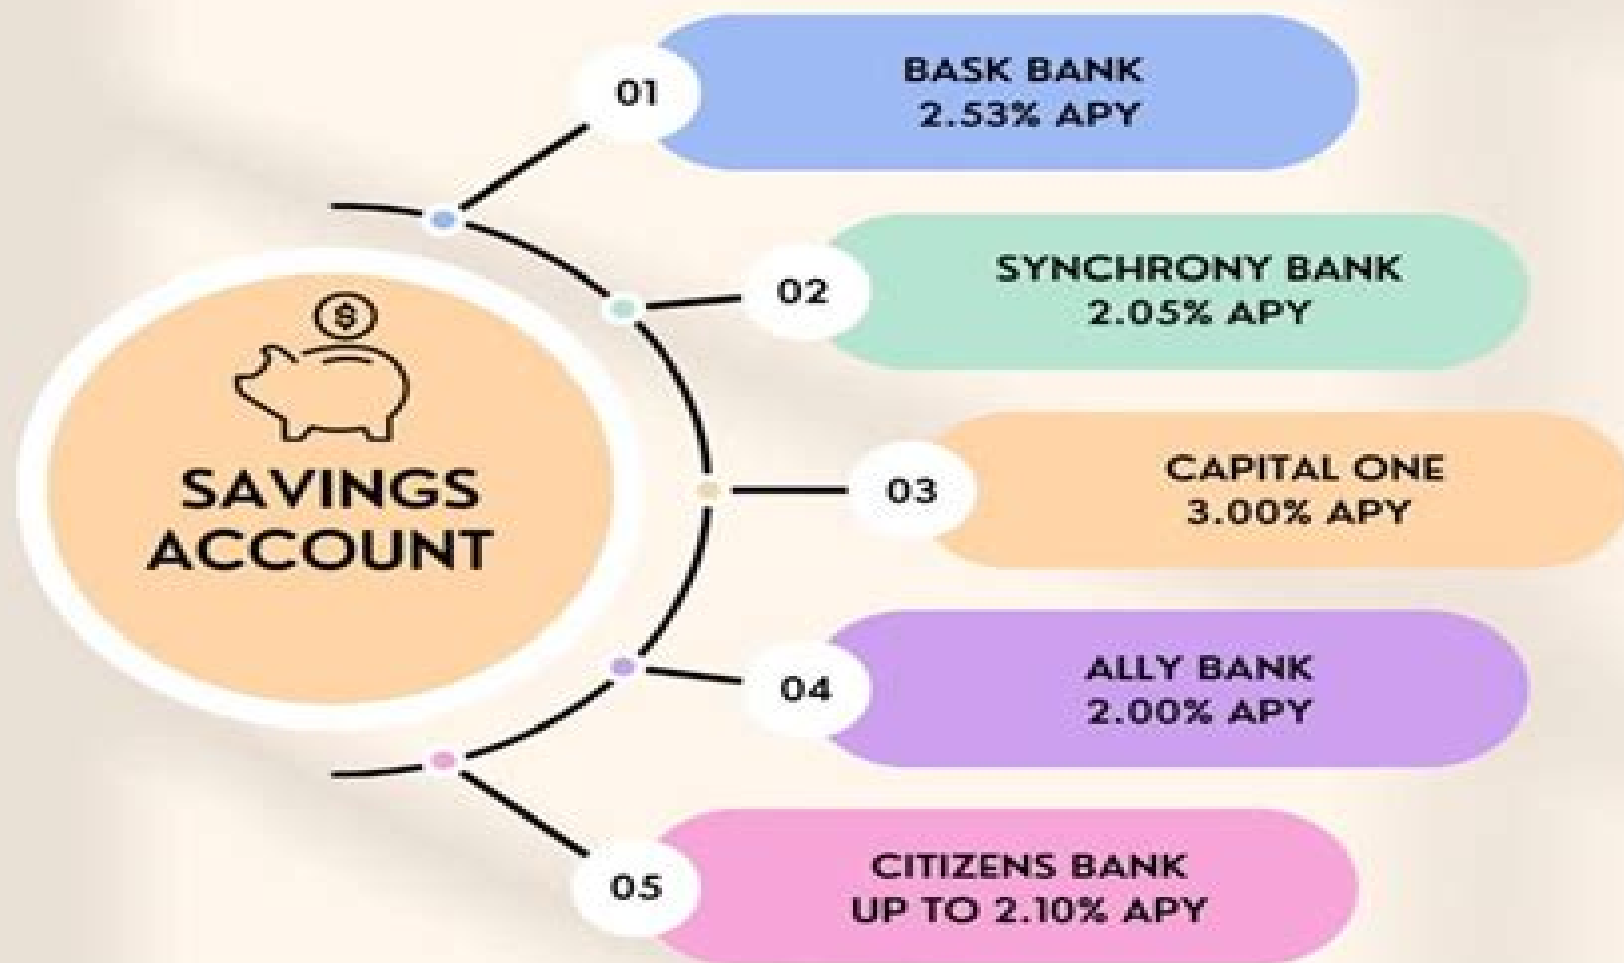 01
BASK BANK
2.53% APY
02
SYNCHRONY BANK
2.05% APY
$
SAVINGS
ACCOUNT
03
CAPITAL ONE
3.00% APY
04
ALLY BANK
2.00% APY
05
CITIZENS BANK
UP TO 2.10% APY